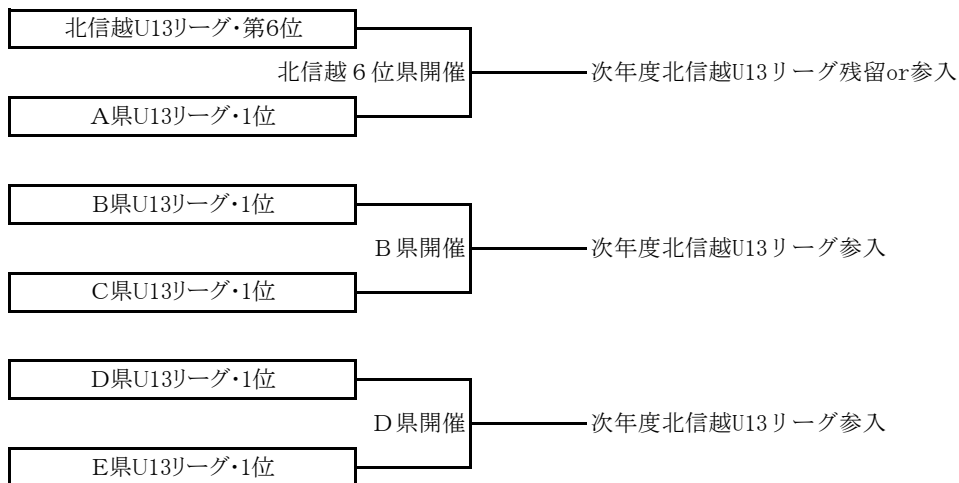 北信越U13リーグ・第6位
北信越６位県開催
次年度北信越U13リーグ残留or参入
A県U13リーグ・1位
B県U13リーグ・1位
Ｂ県開催
次年度北信越U13リーグ参入
C県U13リーグ・1位
D県U13リーグ・1位
Ｄ県開催
次年度北信越U13リーグ参入
E県U13リーグ・1位